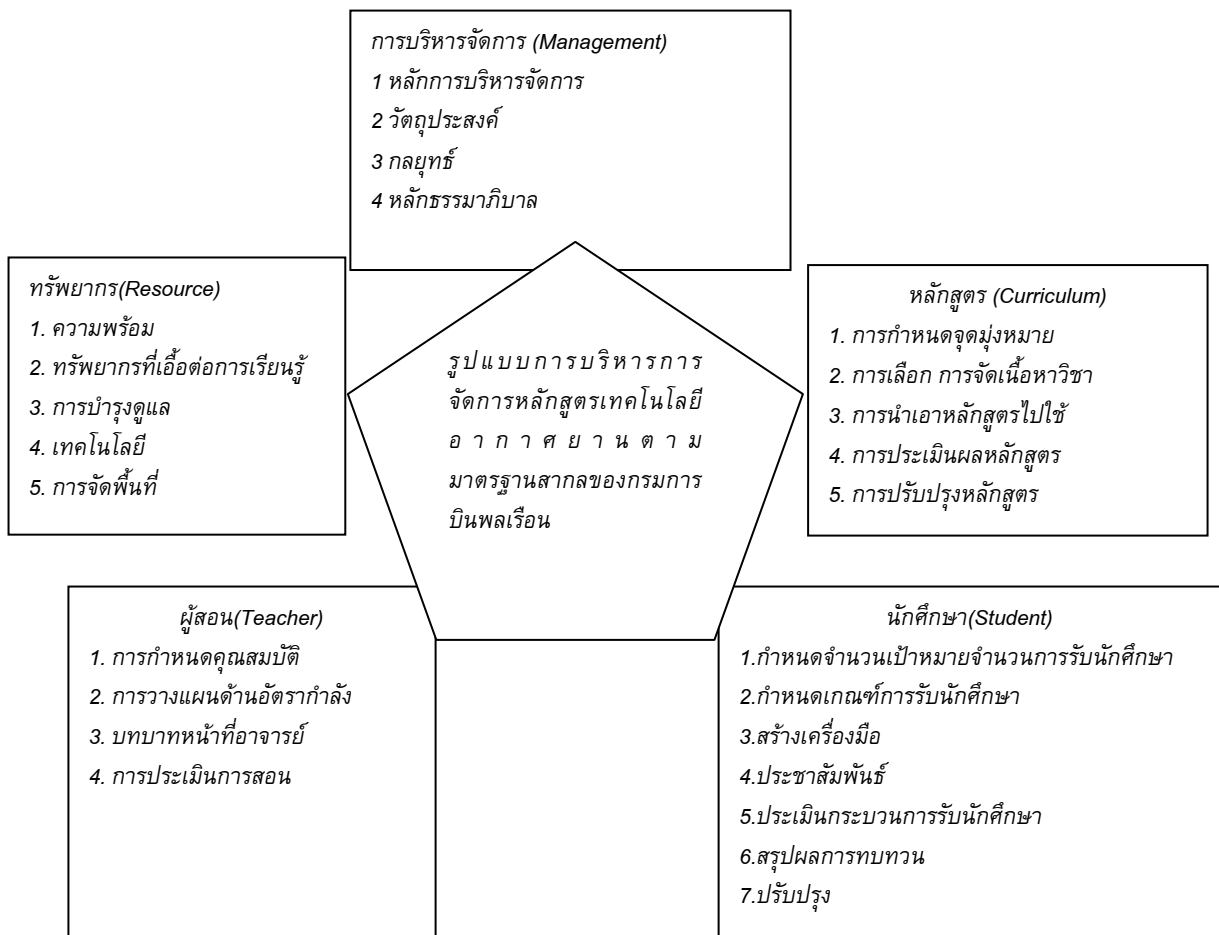 การบริหารจัดการ (Management)
1 หลักการบริหารจัดการ
2 วัตถุประสงค์
3 กลยุทธ์
4 หลักธรรมาภิบาล
ทรัพยากร(Resource)
1. ความพร้อม
2. ทรัพยากรที่เอื้อต่อการเรียนรู้
3. การบำรุงดูแล
4. เทคโนโลยี
5. การจัดพื้นที่
รูปแบบการบริหารการ
จัดการหลักสูตรเทคโนโลยี
อากาศยานตาม
มาตรฐานสากลของกรมการ
บินพลเรือน
หลักสูตร (Curriculum)
1. การกำหนดจุดมุ่งหมาย
2. การเลือก การจัดเนื้อหาวิชา
3. การนำเอาหลักสูตรไปใช้
4. การประเมินผลหลักสูตร
5. การปรับปรุงหลักสูตร
ผู้สอน(Teacher)
1. การกำหนดคุณสมบัติ
2. การวางแผนด้านอัตรากำลัง
3. บทบาทหน้าที่อาจารย์
4. การประเมินการสอน
นักศึกษา(Student)
1.กำหนดจำนวนเป้าหมายจำนวนการรับนักศึกษา
2.กำหนดเกณฑ์การรับนักศึกษา
3.สร้างเครื่องมือ
4.ประชาสัมพันธ์
5.ประเมินกระบวนการรับนักศึกษา
6.สรุปผลการทบทวน
7.ปรับปรุง